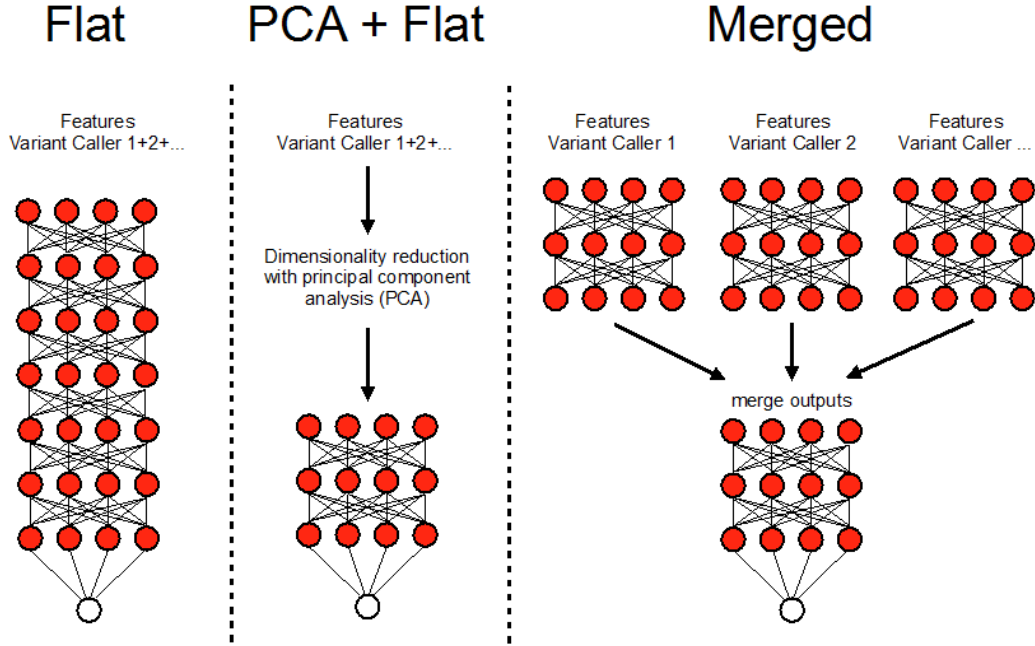 Flat
PCA + Flat
Merged
Features
Variant Caller 1+2+...
Features
Variant Caller 1+2+...
Dimensionality reduction
with principal component
analysis (PCA)
Features
Variant Caller 1
Features
Variant Caller 2
Features
Variant Caller ...
merge outputs